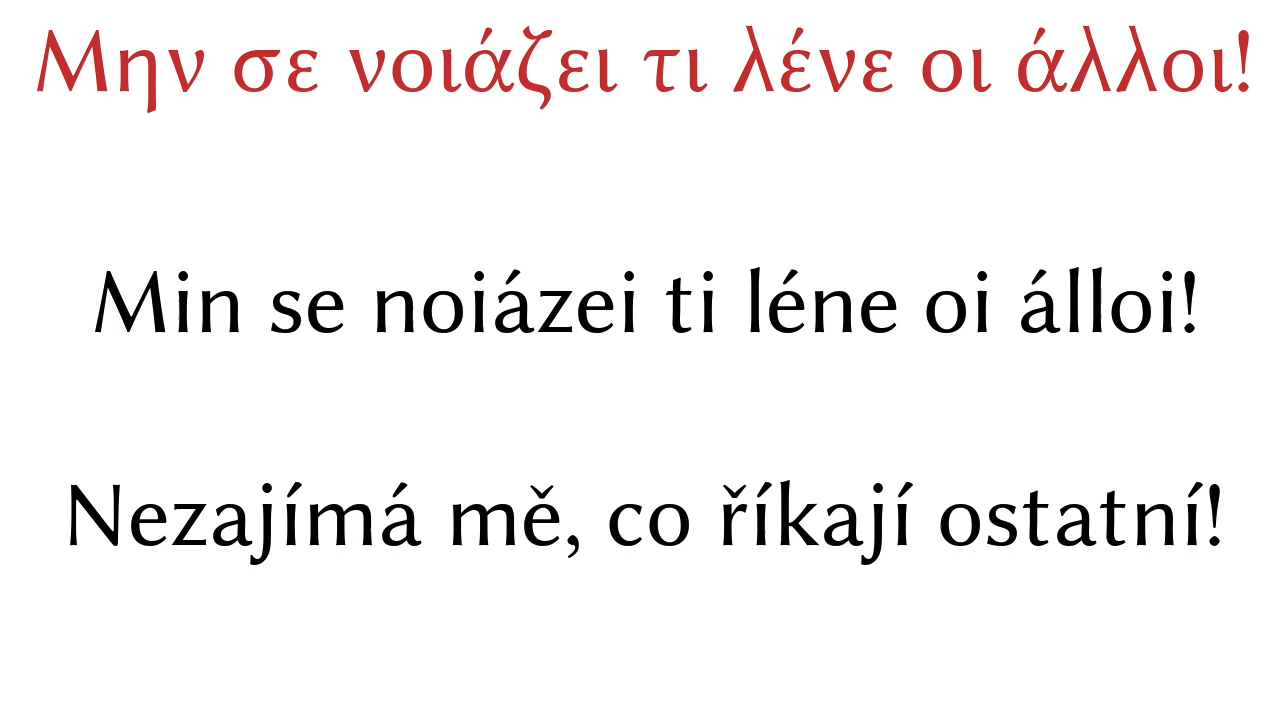 Μην σε νοιάζει τι λένε οι άλλοι!
Min se noiázei ti léne oi álloi!
Nezajímá mě, co říkají ostatní!